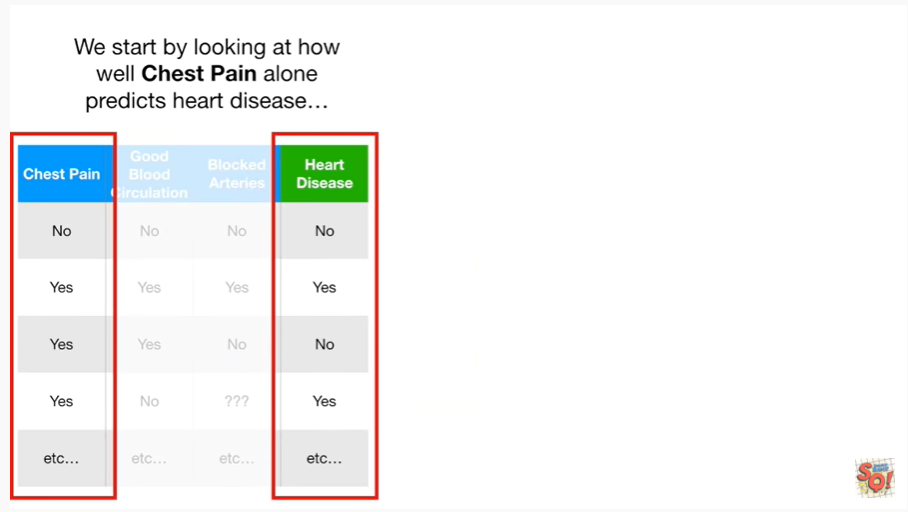 We start by looking at how
well Chest Pain alone
predicts heart disease…
Chest Pain
Good
Blood
Circulation
Blocked
Arteries
Heart
Disease
No No No No
Yes Yes Yes Yes
Yes Yes No No
Yes No ??? Yes
etc… etc… etc… etc…
SQ!